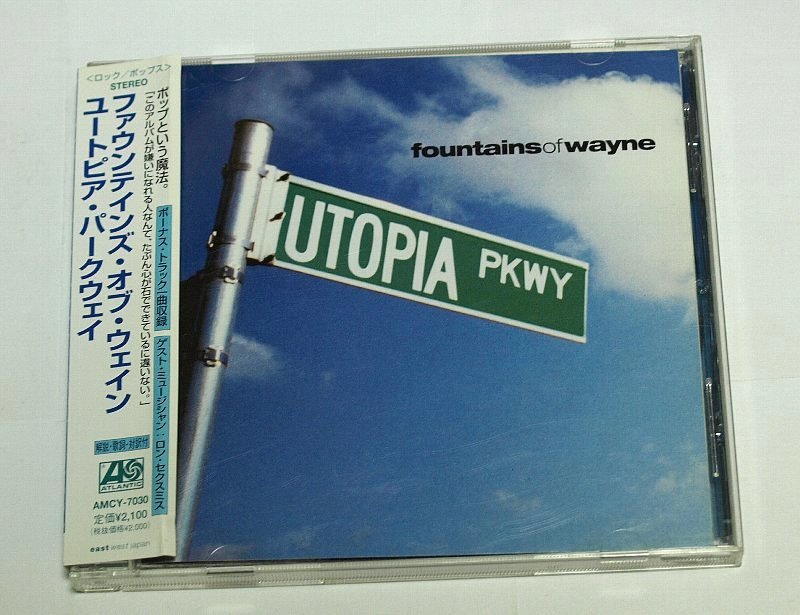 <ロック/ポップス>
STEREO
ポップという魔法。
「このアルバムが嫌いになれる人なんて、たぶん心が石でできているに違いない。」
ファウンテインズ・オブ・ウェイン
ユートピア・パークウェイ
ボーナス・トラック一曲収録
ゲスト・ミュージシャン:ロン・セクスミス
解説・歌詞・対訳付
ATLANTIC
AMCY-7030
定価¥2,100
(税抜価格¥2,000)
east west japan
fountainsofwayne
UTOPIA PKWY